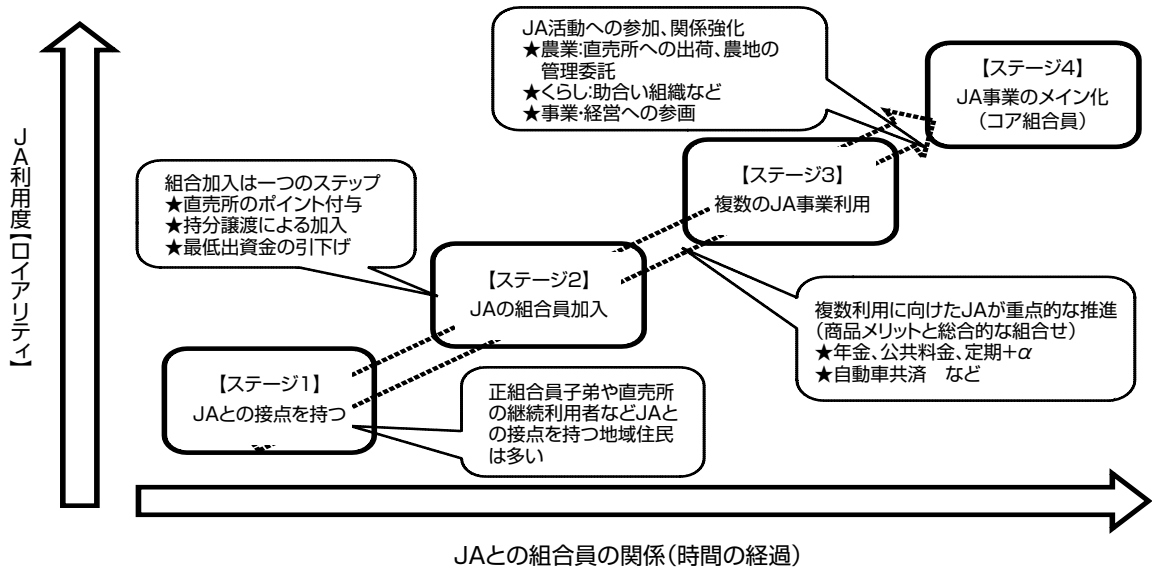 JA活動への参加、関係強化
★農業:直売所への出荷、農地の
管理委託
★くらし:助合い組織など
★事業・経営への参画
【ステージ4】
JA事業のメイン化
（コア組合員）
JA利用度【ロイアリティ】
組合加入は一つのステップ
★直売所のポイント付与
★持分譲渡による加入
★最低出資金の引下げ
【ステージ3】
複数のJA事業利用
【ステージ2】
JAの組合員加入
複数利用に向けたJAが重点的な推進
(商品メリットと総合的な組合せ)
★年金、公共料金、定期＋α
★自動車共済　など
【ステージ1】
JAとの接点を持つ
正組合員子弟や直売所
の継続利用者などJAと
の接点を持つ地域住民
は多い
JAとの組合員の関係(時間の経過)